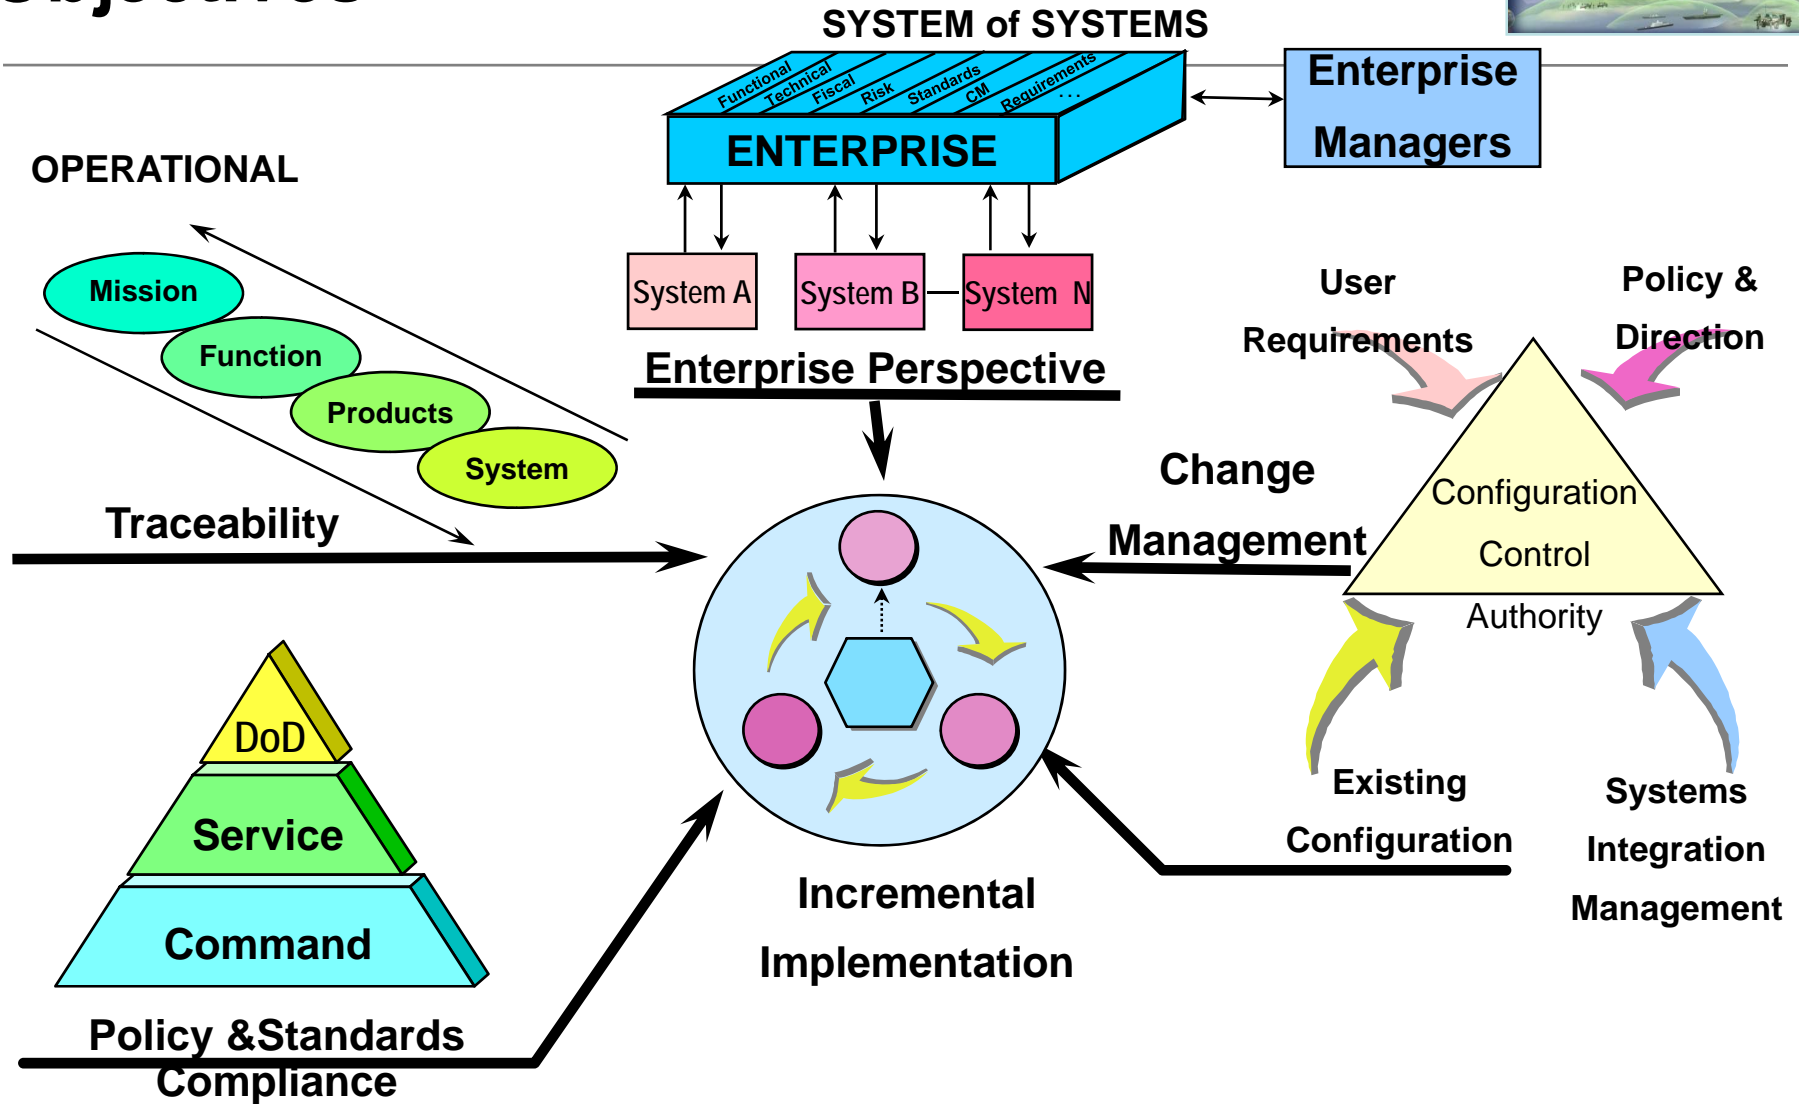 SYSTEM of SYSTEMS
Functional
Technical
Fiscal
Risk
Standards
CM
Requirements
...
ENTERPRISE
Enterprise
Managers
OPERATIONAL
Mission
Function
Products
System
Traceability
System A
System B
System N
Enterprise Perspective
User
Requirements
Policy &
Direction
Change
Management
Configuration
Control
Authority
Existing
Configuration
Systems
Integration
Management
DoD
Service
Command
Policy &Standards
Compliance
Incremental
Implementation